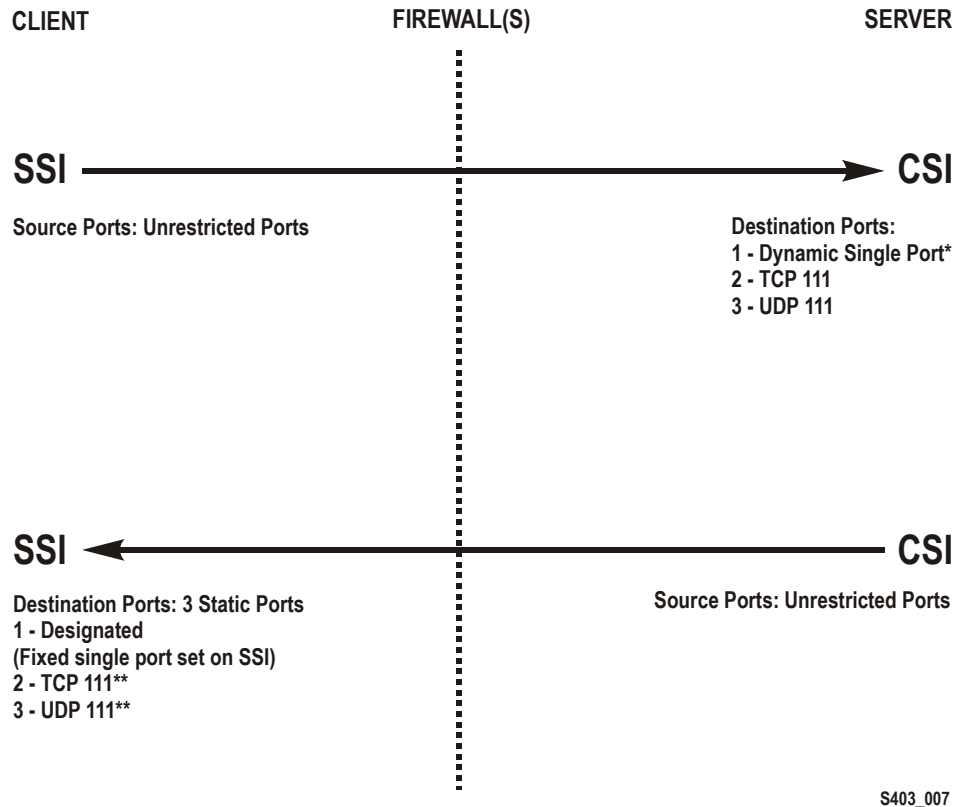 CLIENT
FIREWALL(S)
SERVER
SSI
CSI
Source Ports: Unrestricted Ports
Destination Ports:
1 - Dynamic Single Port*
2 - TCP 111
3 - UDP 111
SSI
CSI
Destination Ports: 3 Static Ports
1 - Designated
(Fixed single port set on SSI)
2 - TCP 111**
3 - UDP 111**
Source Ports: Unrestricted Ports
S403_007